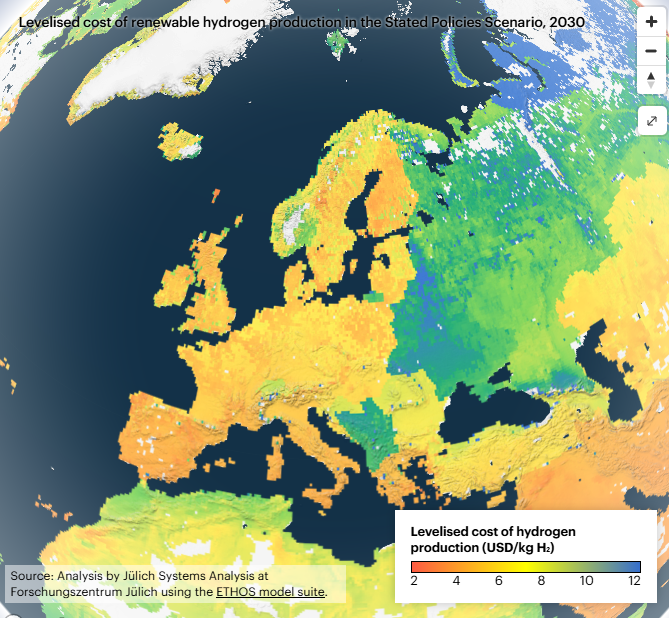 Levelised cost of renewable hydrogen production in the Stated Policies Scenario, 2030
Levelised cost of hydrogen
production (USD/kg H₂)
2 4 6 8 10 12
Source: Analysis by Jülich Systems Analysis at
Forschungszentrum Jülich using the ETHOS model suite.